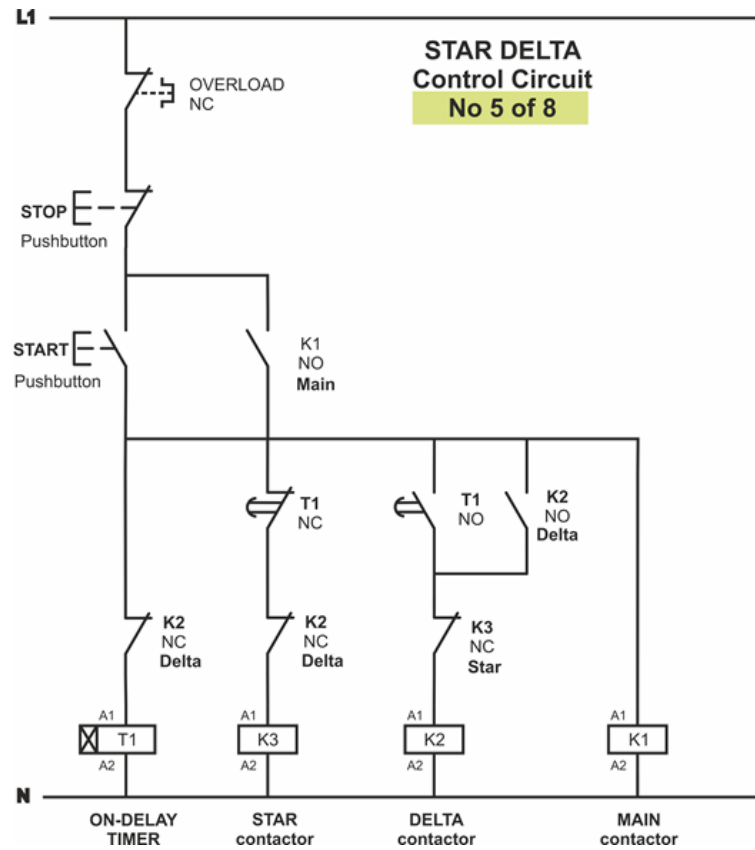 L1
STAR DELTA
Control Circuit
No 5 of 8
OVERLOAD
NC
STOP
Pushbutton
START
Pushbutton
K1
NO
Main
T1
NC
T1
NO
K2
NO
Delta
K2
NC
Delta
K2
NC
Delta
K3
NC
Star
A1
A1
A1
A1
T1
K3
K2
K1
A2
A2
A2
A2
N
ON-DELAY
TIMER
STAR
contactor
DELTA
contactor
MAIN
contactor